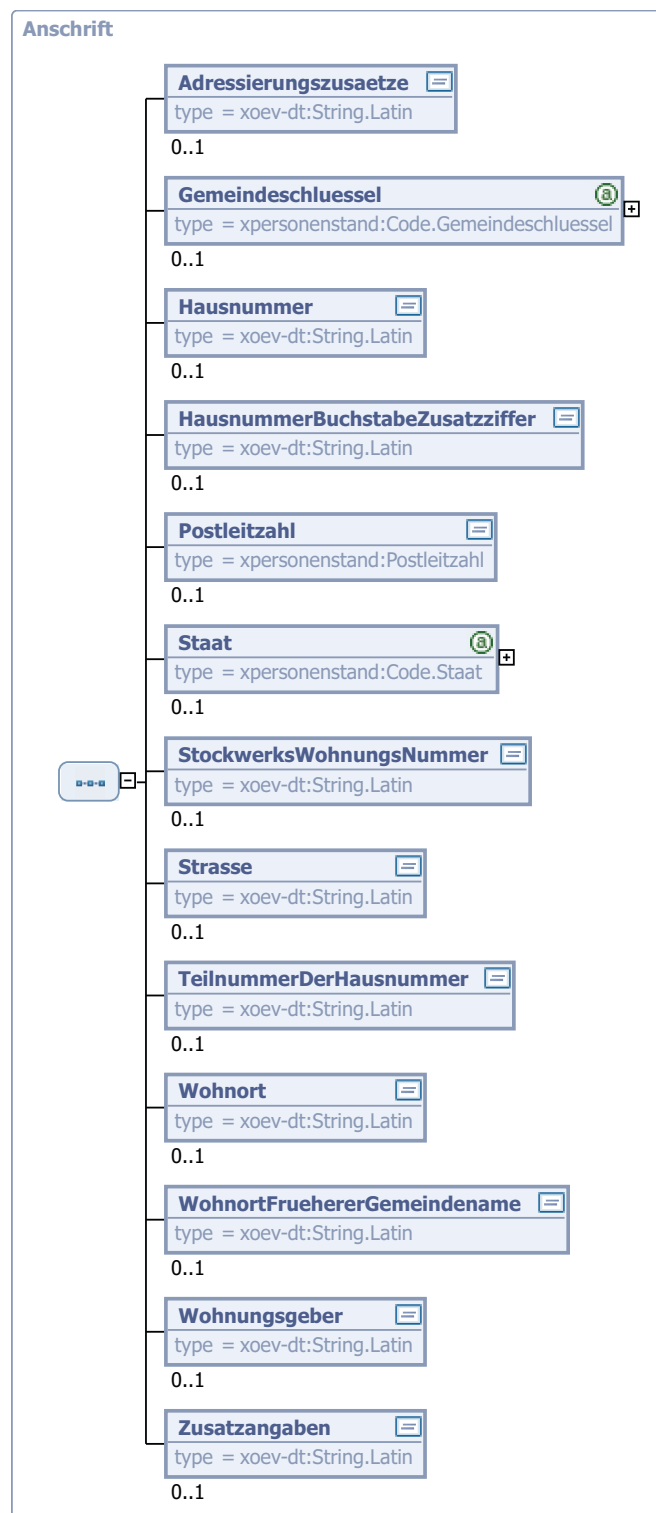 Anschrift
Adressierungszusaetze
type = xoev-dt:String.Latin
0..1
Gemeindeschluessel
type = xpersonenstand:Code.Gemeindeschluessel
0..1
Hausnummer
type = xoev-dt:String.Latin
0..1
HausnummerBuchstabeZusatzziffer
type = xoev-dt:String.Latin
0..1
Postleitzahl
type = xpersonenstand:Postleitzahl
0..1
Staat
type = xpersonenstand:Code.Staat
0..1
StockwerksWohnungsNummer
type = xoev-dt:String.Latin
0..1
Strasse
type = xoev-dt:String.Latin
0..1
TeilnummerDerHausnummer
type = xoev-dt:String.Latin
0..1
Wohnort
type = xoev-dt:String.Latin
0..1
WohnortFruehererGemeindename
type = xoev-dt:String.Latin
0..1
Wohnungsgeber
type = xoev-dt:String.Latin
0..1
Zusatzangaben
type = xoev-dt:String.Latin
0..1